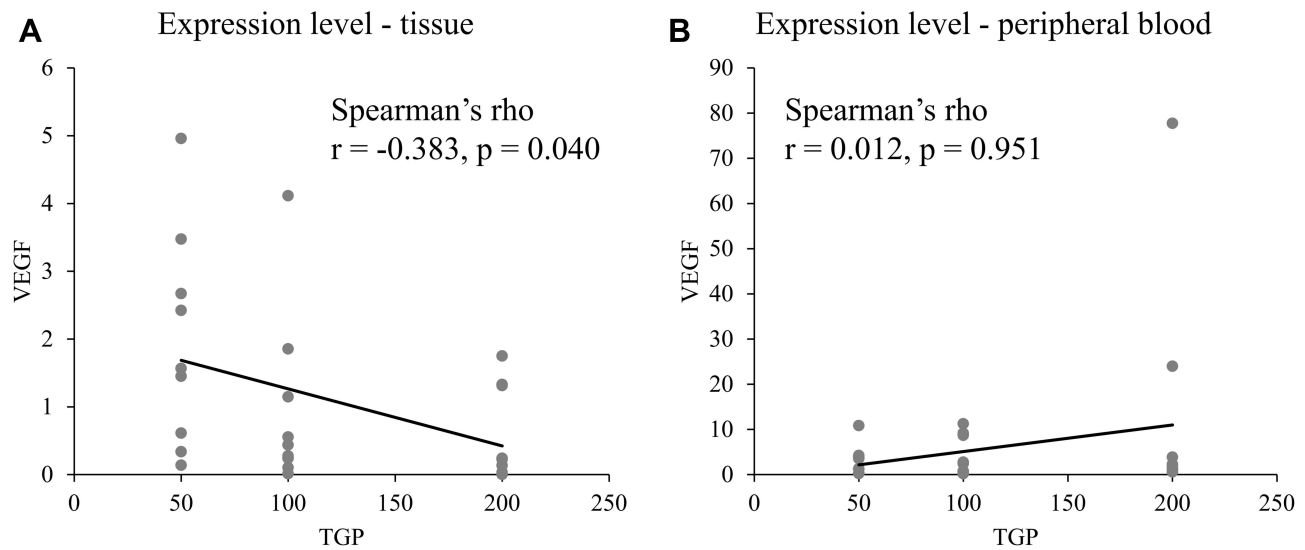 A
Expression level - tissue
6
5
4
3
2
1
0
VEGF
Spearman’s rho
r = -0.383, p = 0.040
0
50
100
150
200
250
TGP
B
Expression level - peripheral blood
90
80
70
60
50
40
30
20
10
0
VEGF
Spearman’s rho
r = 0.012, p = 0.951
0
50
100
150
200
250
TGP